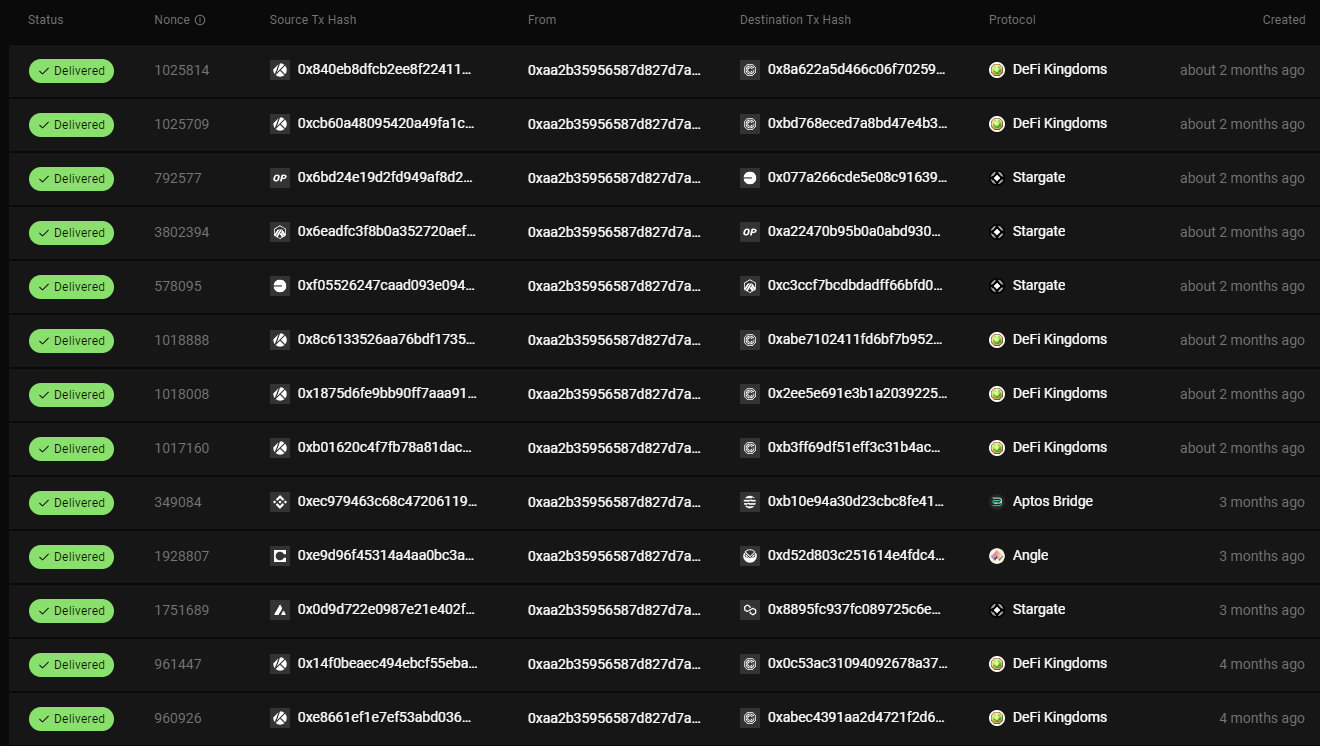 Status Nonce Source Tx Hash From Destination Tx Hash Protocol Created
Delivered 1025814 0x840eb8dfcb2ee8f22411... 0xaa2b35956587d827d7a... 0x8a622a5d466c06f70259... DeFi Kingdoms about 2 months ago
Delivered 1025709 0xcb60a48095420a49fa1c... 0xaa2b35956587d827d7a... 0xbd768eced7a8bd47e4b3... DeFi Kingdoms about 2 months ago
Delivered 792577 OP 0x6bd24e19d2fd949af8d2... 0xaa2b35956587d827d7a... 0x077a266cde5e08c91639... Stargate about 2 months ago
Delivered 3802394 0x6eadfc3f8b0a352720aef... 0xaa2b35956587d827d7a... OP 0xa22470b95b0a0abd930... Stargate about 2 months ago
Delivered 578095 0xf05526247caad093e094... 0xaa2b35956587d827d7a... 0xc3ccf7bcdbdadff66bfd0... Stargate about 2 months ago
Delivered 1018888 0x8c6133526aa76bdf1735... 0xaa2b35956587d827d7a... 0xabe7102411fd6bf7b952... DeFi Kingdoms about 2 months ago
Delivered 1018008 0x1875d6fe9bb90ff7aaa91... 0xaa2b35956587d827d7a... 0x2ee5e691e3b1a2039225... DeFi Kingdoms about 2 months ago
Delivered 1017160 0xb01620c4f7fb78a81dac... 0xaa2b35956587d827d7a... 0xb3ff69df51eff3c31b4ac... DeFi Kingdoms about 2 months ago
Delivered 349084 0xec979463c68c47206119... 0xaa2b35956587d827d7a... 0xb10e94a30d23cbc8fe41... Aptos Bridge 3 months ago
Delivered 1928807 0xe9d96f45314a4aa0bc3a... 0xaa2b35956587d827d7a... 0xd52d803c251614e4fdc4... Angle 3 months ago
Delivered 1751689 0x0d9d722e0987e21e402f... 0xaa2b35956587d827d7a... 0x8895fc937fc089725c6e... Stargate 3 months ago
Delivered 961447 0x14f0beaec494ebcf55eba... 0xaa2b35956587d827d7a... 0x0c53ac31094092678a37... DeFi Kingdoms 4 months ago
Delivered 960926 0xe8661ef1e7ef53abd036... 0xaa2b35956587d827d7a... 0xabec4391aa2d4721f2d6... DeFi Kingdoms 4 months ago